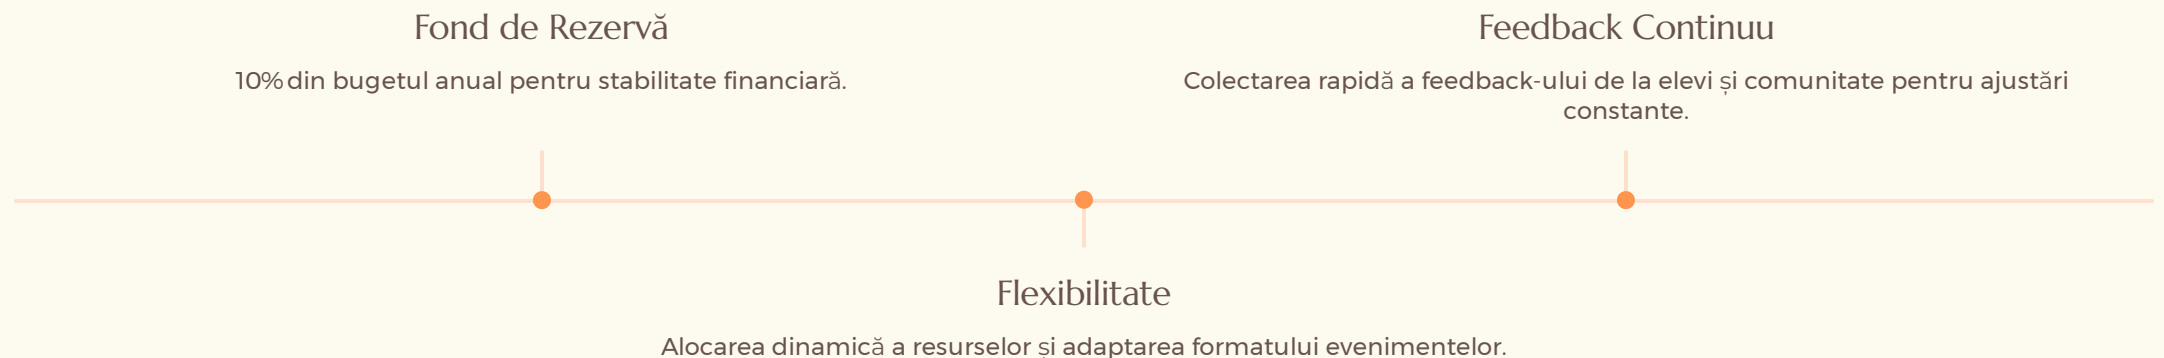 Fond de Rezervă
10% din bugetul anual pentru stabilitate financiară.
Feedback Continuu
Colectarea rapidă a feedback-ului de la elevi și comunitate pentru ajustări
constante.
Flexibilitate
Alocarea dinamică a resurselor și adaptarea formatului evenimentelor.